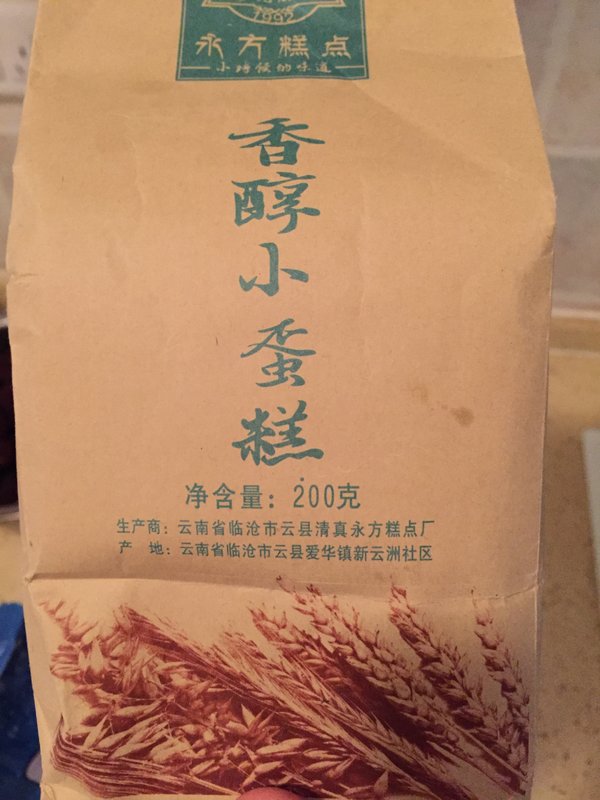 1992
永方糕点
小时候的味道
香醇小蛋糕
净含量：200克
生产商：云南省临沧市云县清真永方糕点厂
产 地：云南省临沧市云县爱华镇新云洲社区